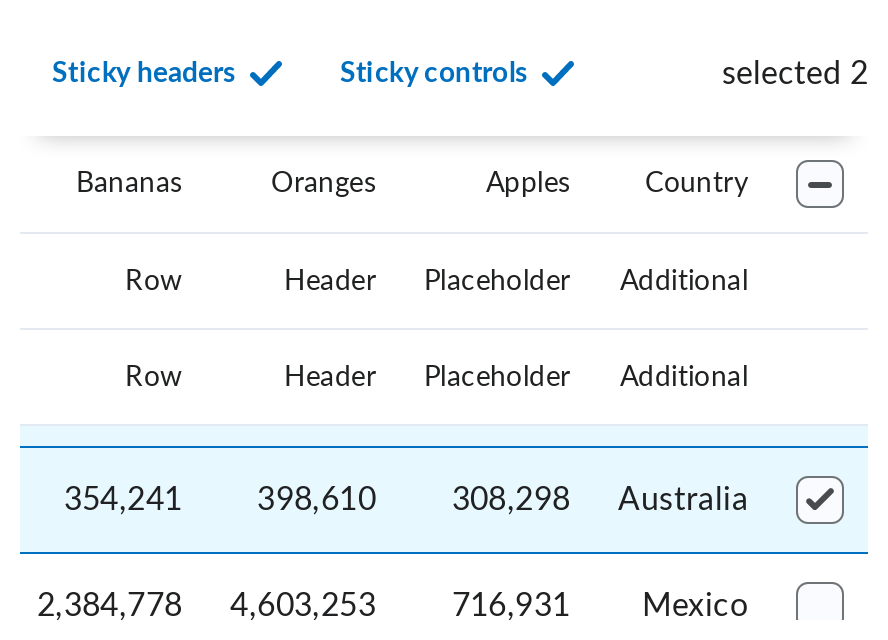 Sticky headers Sticky controls selected 2
Bananas Oranges Apples Country
Row Header Placeholder Additional
Row Header Placeholder Additional
354,241 398,610 308,298 Australia
2,384,778 4,603,253 716,931 Mexico